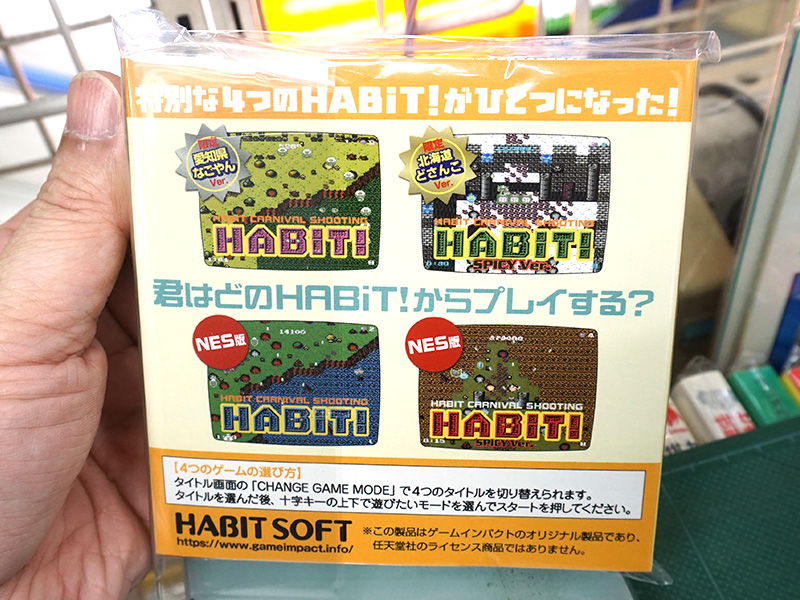 特別な4つのHABiT!がひとつになった!
限定
愛知県
なごやん
Ver.
HABIT CARNIVAL SHOOTING
HABiT!
限定
北海道
どさんこ
Ver.
HABIT CARNIVAL SHOOTING
HABiT!
SPICY Ver.
君はどのHABiT!からプレイする?
NES版
14100
HABIT CARNIVAL SHOOTING
HABiT!
NES版
HABIT CARNIVAL SHOOTING
HABiT!
SPICY Ver.
【4つのゲームの選び方】
タイトル画面の「CHANGE GAME MODE」で4つのタイトルを切り替えられます。
タイトルを選んだ後、十字キーの上下で遊びたいモードを選んでスタートを押してください。
HABIT SOFT
https://www.gameimpact.info/
※この製品はゲームインパクトのオリジナル製品であり、
任天堂社のライセンス商品ではありません。